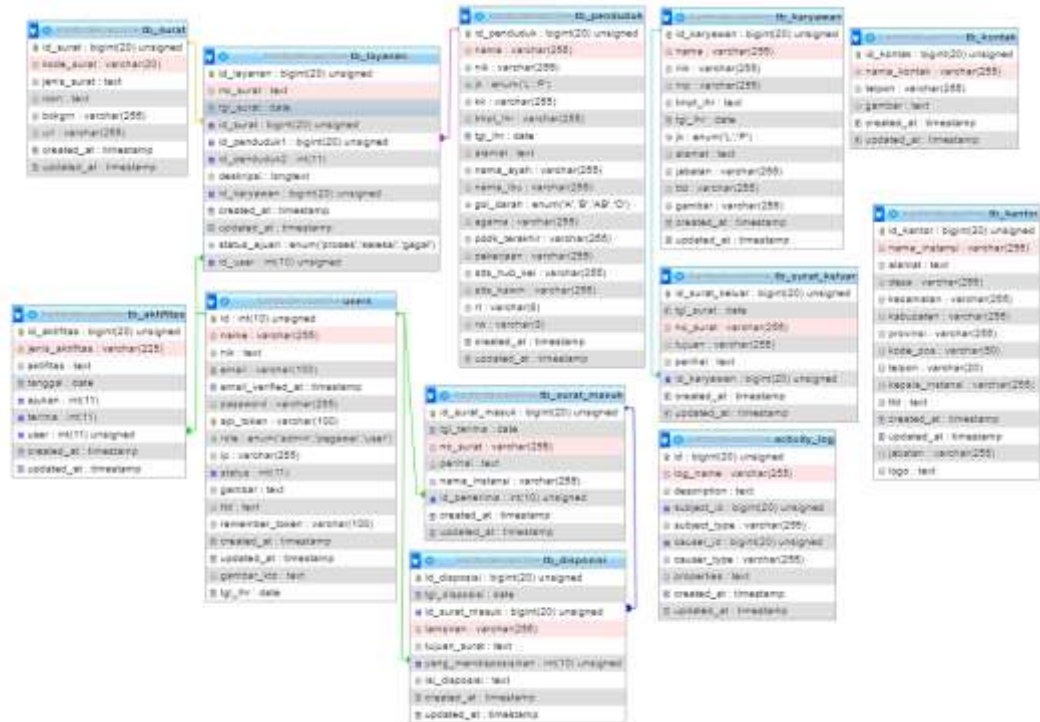 tb_surat
id_surat : bigint(20) unsigned
kode_surat : varchar(20)
jenis_surat : text
icon : text
url : varchar(255)
created_at : timestamp
updated_at : timestamp
tb_layanan
id_layanan : bigint(20) unsigned
no_surat : text
tgl_surat : date
id_surat : bigint(20) unsigned
id_penduduk1 : bigint(20) unsigned
id_penduduk2 : int(11)
deskripsi : longtext
id_karyawan : bigint(20) unsigned
created_at : timestamp
updated_at : timestamp
status_ajuan : enum('proses','selesai','gagal')
id_user : int(10) unsigned
tb_penduduk
id_penduduk : bigint(20) unsigned
nama : varchar(255)
nik : varchar(255)
jk : enum('L','P')
kk : varchar(255)
tmpt_lhr : varchar(255)
tgl_lhr : date
alamat : text
nama_ayah : varchar(255)
nama_ibu : varchar(255)
gol_darah : enum('A','B','AB','O')
agama : varchar(255)
pddk_terakhir : varchar(255)
pekerjaan : varchar(255)
sts_hub_kel : varchar(255)
sts_kawin : varchar(255)
created_at : timestamp
updated_at : timestamp
tb_karyawan
id_karyawan : bigint(20) unsigned
nama : varchar(255)
nik : varchar(255)
nip : varchar(255)
tmpt_lhr : text
tgl_lhr : date
jk : enum('L','P')
alamat : text
jabatan : varchar(255)
ttd : varchar(255)
gambar : varchar(255)
created_at : timestamp
updated_at : timestamp
tb_kontak
id_kontak : bigint(20) unsigned
nama_kontak : varchar(255)
telpon : varchar(255)
gambar : text
created_at : timestamp
updated_at : timestamp
tb_kantor
id_kantor : bigint(20) unsigned
nama_instansi : varchar(255)
alamat : text
desa : varchar(255)
kecamatan : varchar(255)
kabupaten : varchar(255)
provinsi : varchar(255)
kode_pos : varchar(50)
telpon : varchar(20)
kepala_instansi : varchar(255)
ttd : text
created_at : timestamp
updated_at : timestamp
jabatan : varchar(255)
logo : text
tb_surat_keluar
id_surat_keluar : bigint(20) unsigned
tgl_surat : date
no_surat : varchar(255)
tujuan : varchar(255)
perihal : text
id_karyawan : bigint(20) unsigned
created_at : timestamp
updated_at : timestamp
tb_aktifitas
id_aktifitas : bigint(20) unsigned
jenis_aktifitas : varchar(225)
aktifitas : text
tanggal : date
ajukan : int(11)
terima : int(11)
user : int(11) unsigned
created_at : timestamp
updated_at : timestamp
users
id : int(10) unsigned
name : varchar(255)
nik : text
email : varchar(100)
email_verified_at : timestamp
password : varchar(255)
api_token : varchar(100)
role : enum('admin','pegawai','user')
ip : varchar(255)
status : int(11)
gambar : text
ttd : text
remember_token : varchar(100)
created_at : timestamp
updated_at : timestamp
gambar_ktp : text
tgl_lhr : date
tb_surat_masuk
id_surat_masuk : bigint(20) unsigned
tgl_terima : date
no_surat : varchar(255)
perihal : text
nama_instansi : varchar(255)
id_penerima : int(10) unsigned
created_at : timestamp
updated_at : timestamp
activity_log
id : bigint(20) unsigned
log_name : varchar(255)
description : text
subject_id : bigint(20) unsigned
subject_type : varchar(255)
causer_id : bigint(20) unsigned
causer_type : varchar(255)
properties : text
created_at : timestamp
updated_at : timestamp
tb_disposisi
id_disposisi : bigint(20) unsigned
tgl_disposisi : date
id_surat_masuk : bigint(20) unsigned
lampiran : varchar(255)
tujuan_surat : text
yang_mendisposisikan : int(10) unsigned
isi_disposisi : text
created_at : timestamp
updated_at : timestamp